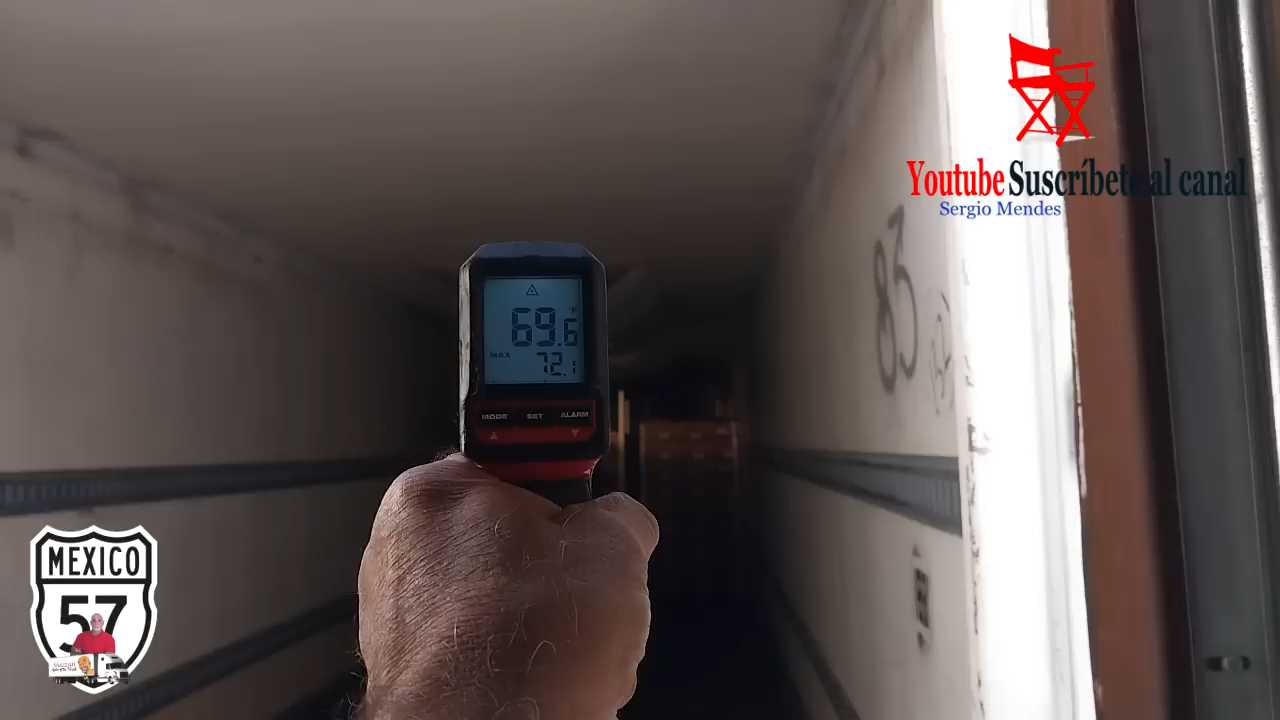 Youtube Suscríbete al canal
Sergio Mendes
83
°F
69.6
MAX
72.1
MODE SET ALARM
MEXICO
57